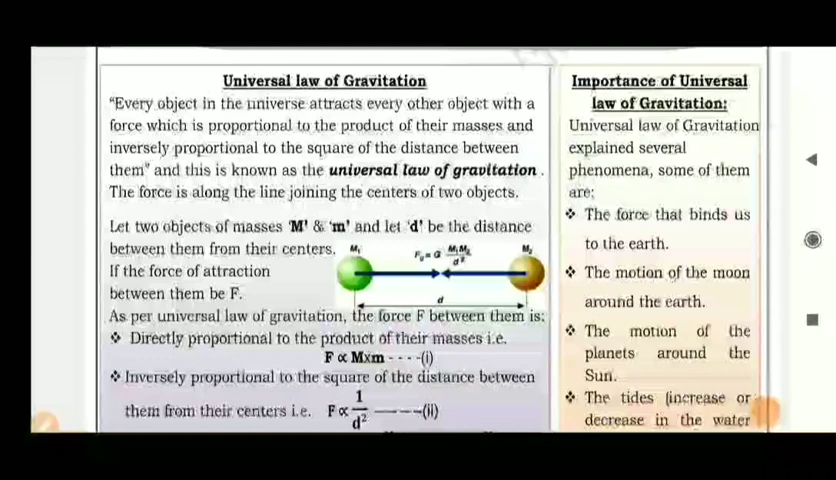 Universal law of Gravitation
“Every object in the universe attracts every other object with a
force which is proportional to the product of their masses and
inversely proportional to the square of the distance between
them” and this is known as the universal law of gravitation.
The force is along the line joining the centers of two objects.
Let two objects of masses 'M' & 'm' and let 'd' be the distance
between them from their centers.
M₁
F_g = G M₁M₂/d²
M₂
d
If the force of attraction
between them be F.
As per universal law of gravitation, the force F between them is:
❖ Directly proportional to the product of their masses i.e.
F ∝ M×m - - - -(i)
❖ Inversely proportional to the square of the distance between
them from their centers i.e. F ∝ 1/d² -----(ii)
Importance of Universal
law of Gravitation:
Universal law of Gravitation
explained several
phenomena, some of them
are:
❖ The force that binds us
to the earth.
❖ The motion of the moon
around the earth.
❖ The motion of the
planets around the
Sun.
❖ The tides (increase or
decrease in the water